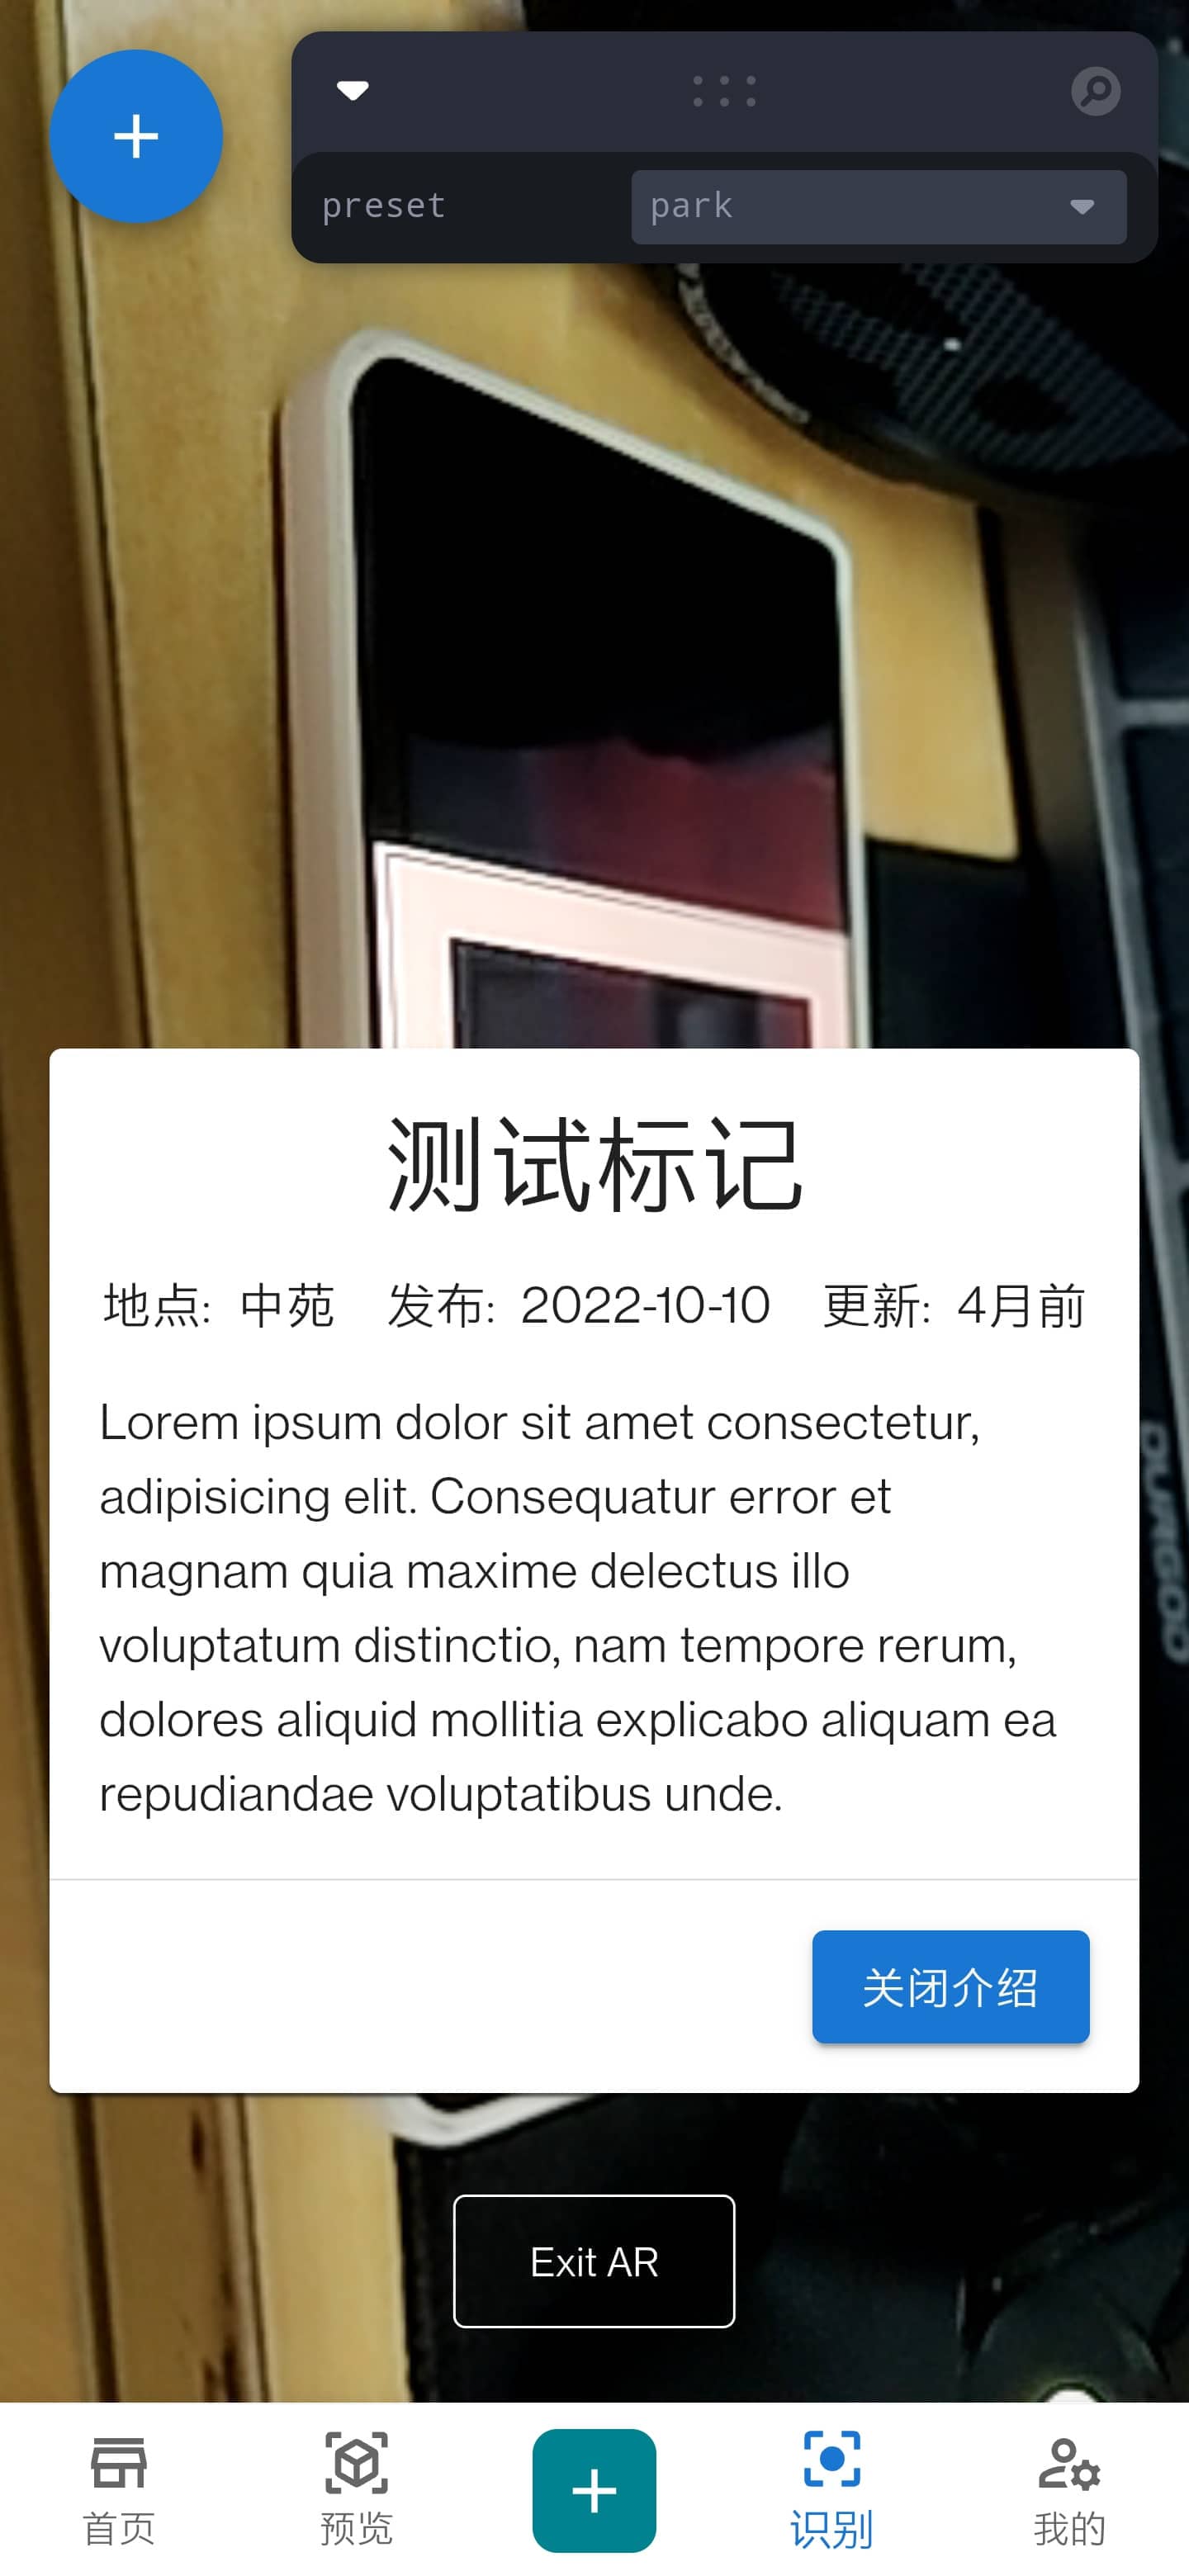 preset park
测试标记
地点: 中苑 发布: 2022-10-10 更新: 4月前
Lorem ipsum dolor sit amet consectetur,
adipisicing elit. Consequatur error et
magnam quia maxime delectus illo
voluptatum distinctio, nam tempore rerum,
dolores aliquid mollitia explicabo aliquam ea
repudiandae voluptatibus unde.
关闭介绍
DURGOD
Exit AR
首页 预览 识别 我的